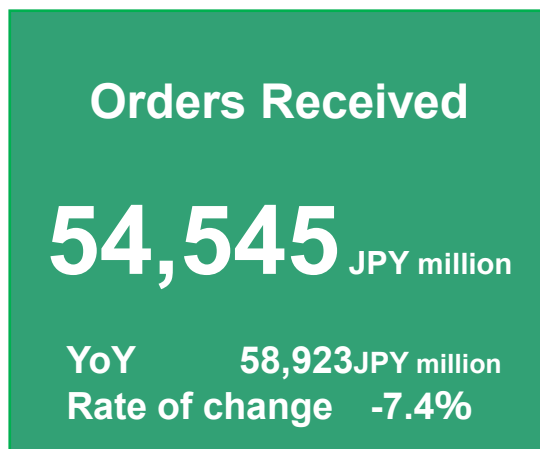 Orders Received
54,545 JPY million
YoY 58,923JPY million
Rate of change -7.4%